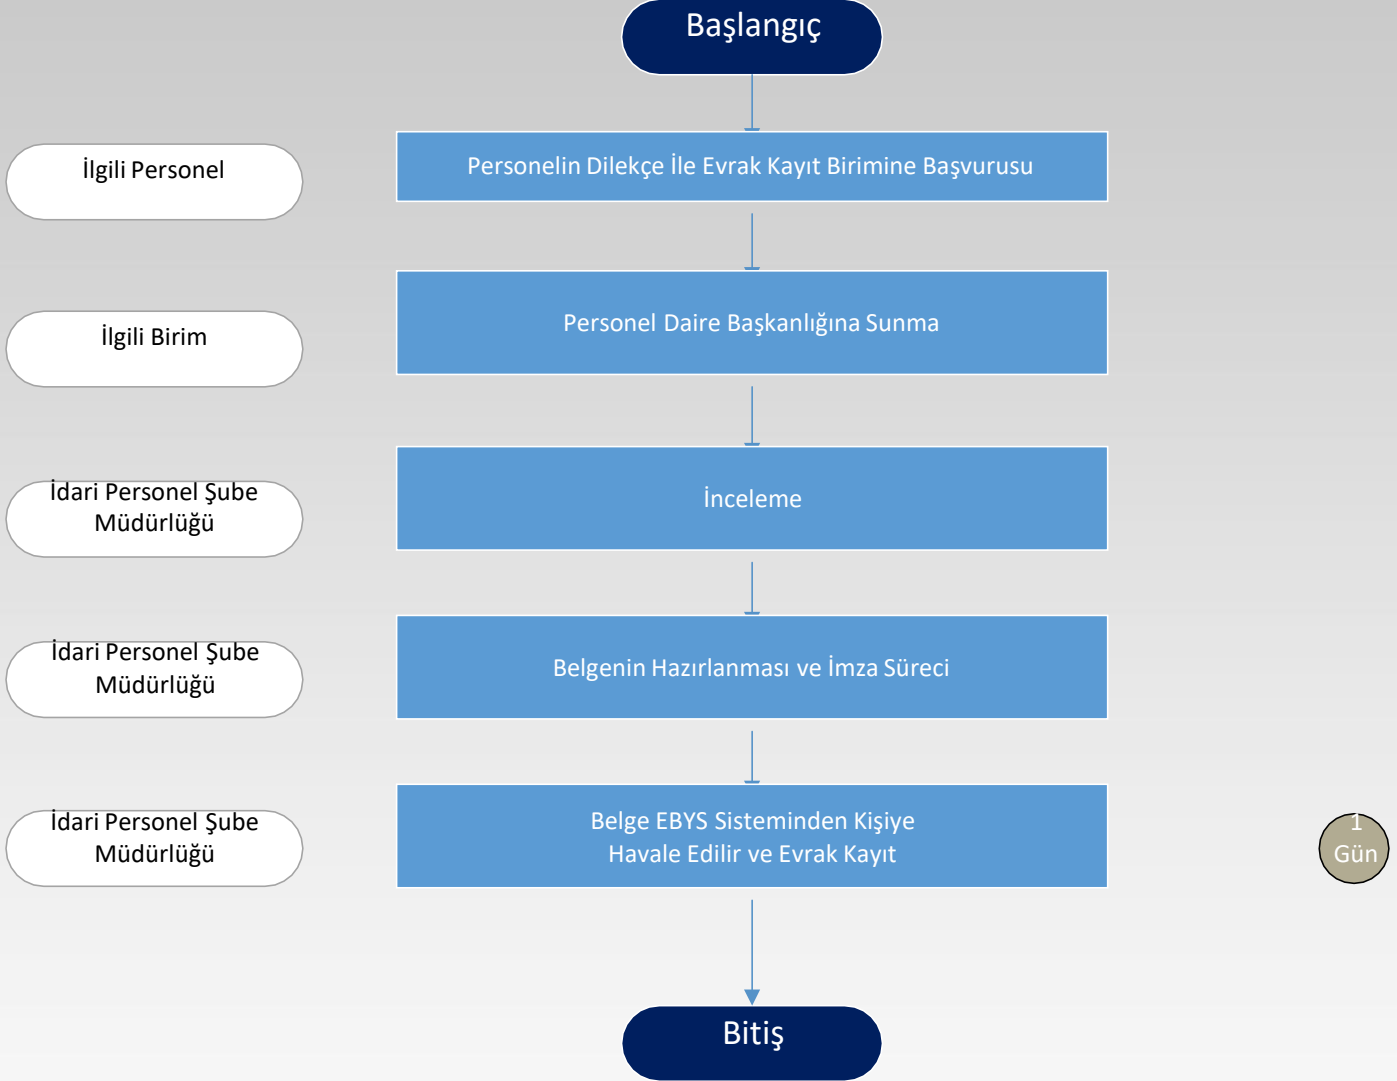 Başlangıç
İlgili Personel
Personelin Dilekçe İle Evrak Kayıt Birimine Başvurusu
İlgili Birim
Personel Daire Başkanlığına Sunma
İdari Personel Şube
Müdürlüğü
İnceleme
İdari Personel Şube
Müdürlüğü
Belgenin Hazırlanması ve İmza Süreci
İdari Personel Şube
Müdürlüğü
Belge EBYS Sisteminden Kişiye
Havale Edilir ve Evrak Kayıt
1
Gün
Bitiş